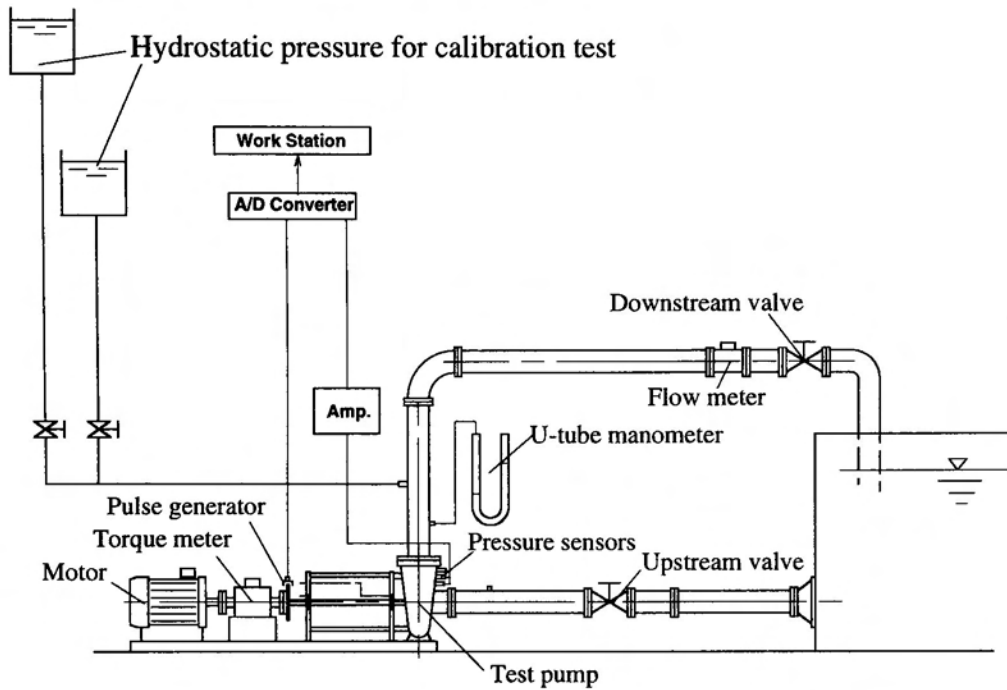 Hydrostatic pressure for calibration test
Work Station
A/D Converter
Downstream valve
Flow meter
Amp.
U-tube manometer
Pulse generator
Torque meter
Pressure sensors
Motor
Upstream valve
Test pump